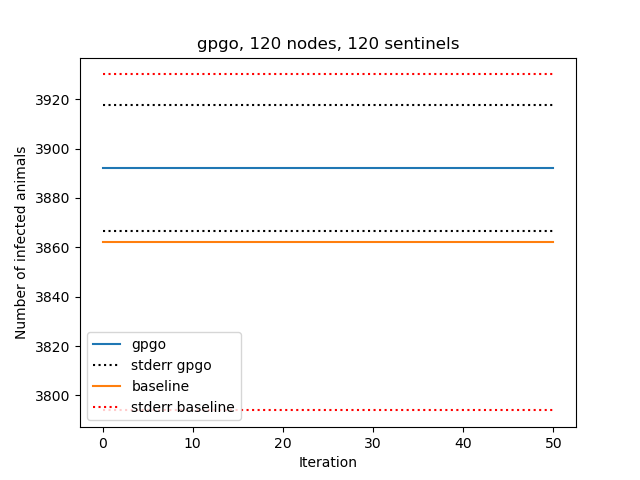 gpgo, 120 nodes, 120 sentinels
Number of infected animals
3920
3900
3880
3860
3840
3820
3800
gpgo
stderr gpgo
baseline
stderr baseline
0
10
20
30
40
50
Iteration